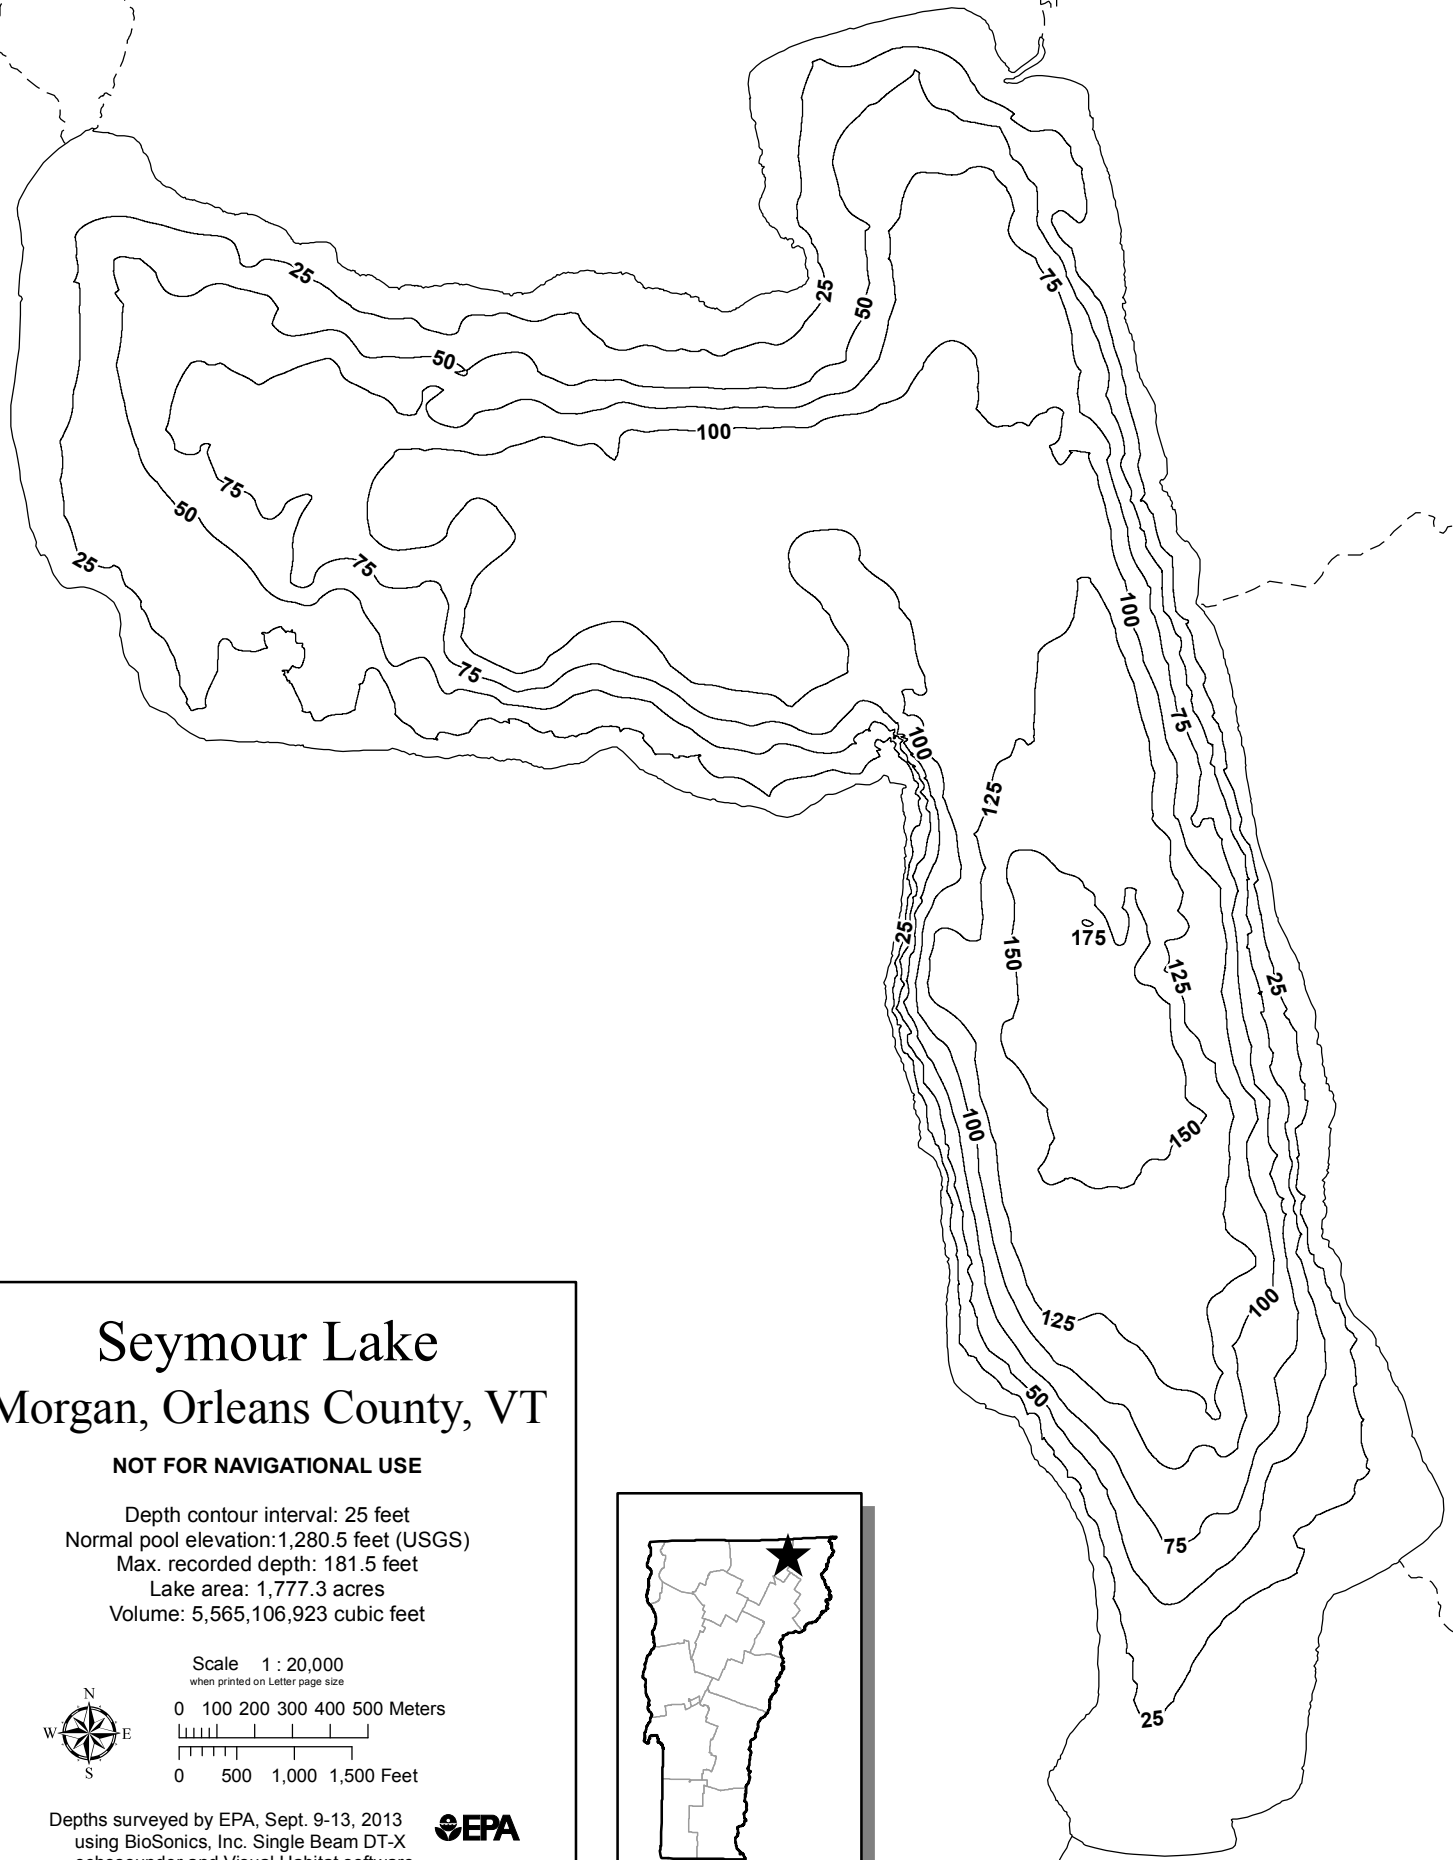 25
25
50
75
50
100
75
50
75
25
100
75
75
100
125
25
175
150
125
25
100
150
100
125
50
75
25
Seymour Lake
Morgan, Orleans County, VT
NOT FOR NAVIGATIONAL USE
Depth contour interval: 25 feet
Normal pool elevation:1,280.5 feet (USGS)
Max. recorded depth: 181.5 feet
Lake area: 1,777.3 acres
Volume: 5,565,106,923 cubic feet
Scale 1 : 20,000
when printed on Letter page size
N
W E
S
0 100 200 300 400 500 Meters
0 500 1,000 1,500 Feet
Depths surveyed by EPA, Sept. 9-13, 2013
using BioSonics, Inc. Single Beam DT-X
echosounder and Visual Habitat software
EPA